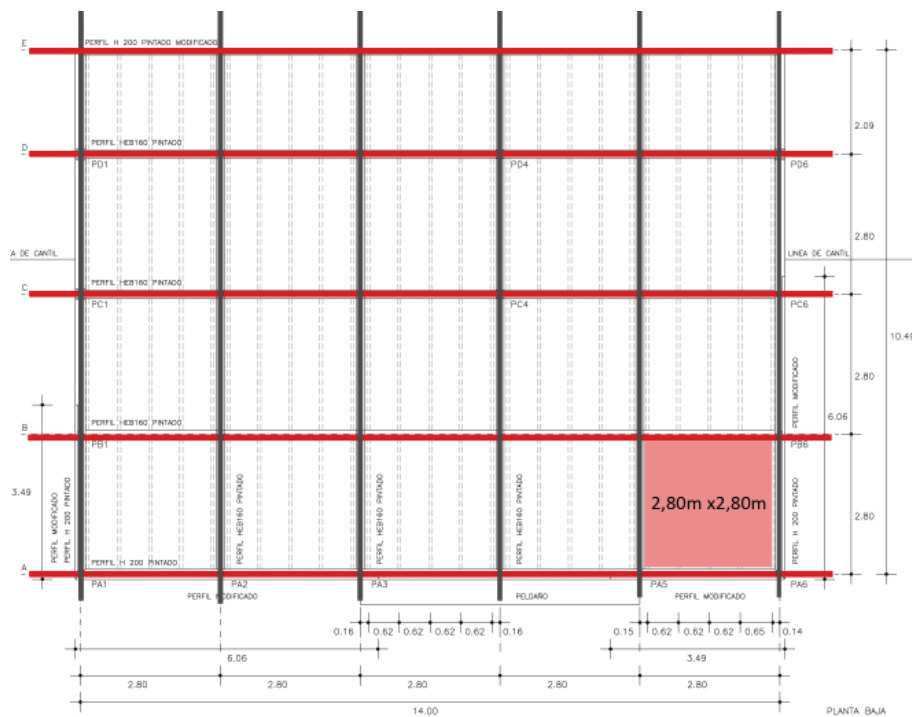 E
PERFIL H 200 PINTADO MODIFICADO
2.09
D
PERFIL HEB160 PINTADO
PD1
PD4
PD6
A DE CANTIL
LINEA DE CANTIL
2.80
C
PERFIL HEB160 PINTADO
PC1
PC4
PC6
10.49
PERFIL MODIFICADO
2.80
6.06
B
PERFIL HEB160 PINTADO
PB1
PB6
3.49
PERFIL MODIFICADO
PERFIL H 200 PINTADO
PERFIL HEB160 PINTADO
PERFIL HEB160 PINTADO
PERFIL HEB160 PINTADO
2,80m x2,80m
PERFIL H 200 PINTADO
2.80
A
PERFIL H 200 PINTADO
PA1
PA2
PA3
PA5
PA6
PERFIL MODIFICADO
PELDAÑO
PERFIL MODIFICADO
0.16
0.62
0.62
0.62
0.62
0.16
0.15
0.62
0.62
0.62
0.65
0.14
6.06
3.49
2.80
2.80
2.80
2.80
2.80
14.00
PLANTA BAJA